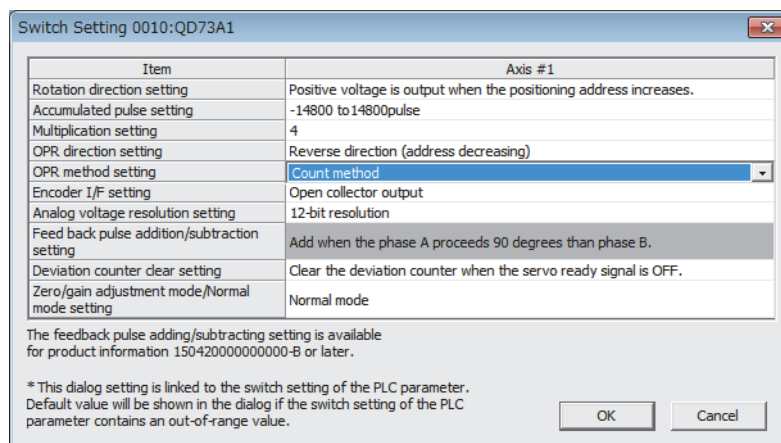 Switch Setting 0010:QD73A1
Item Axis #1
Rotation direction setting Positive voltage is output when the positioning address increases.
Accumulated pulse setting -14800 to14800pulse
Multiplication setting 4
OPR direction setting Reverse direction (address decreasing)
OPR method setting Count method
Encoder I/F setting Open collector output
Analog voltage resolution setting 12-bit resolution
Feed back pulse addition/subtraction
setting Add when the phase A proceeds 90 degrees than phase B.
Deviation counter clear setting Clear the deviation counter when the servo ready signal is OFF.
Zero/gain adjustment mode/Normal
mode setting Normal mode
The feedback pulse adding/subtracting setting is available
for product information 150420000000000-B or later.
* This dialog setting is linked to the switch setting of the PLC parameter.
Default value will be shown in the dialog if the switch setting of the PLC
parameter contains an out-of-range value.
OK Cancel